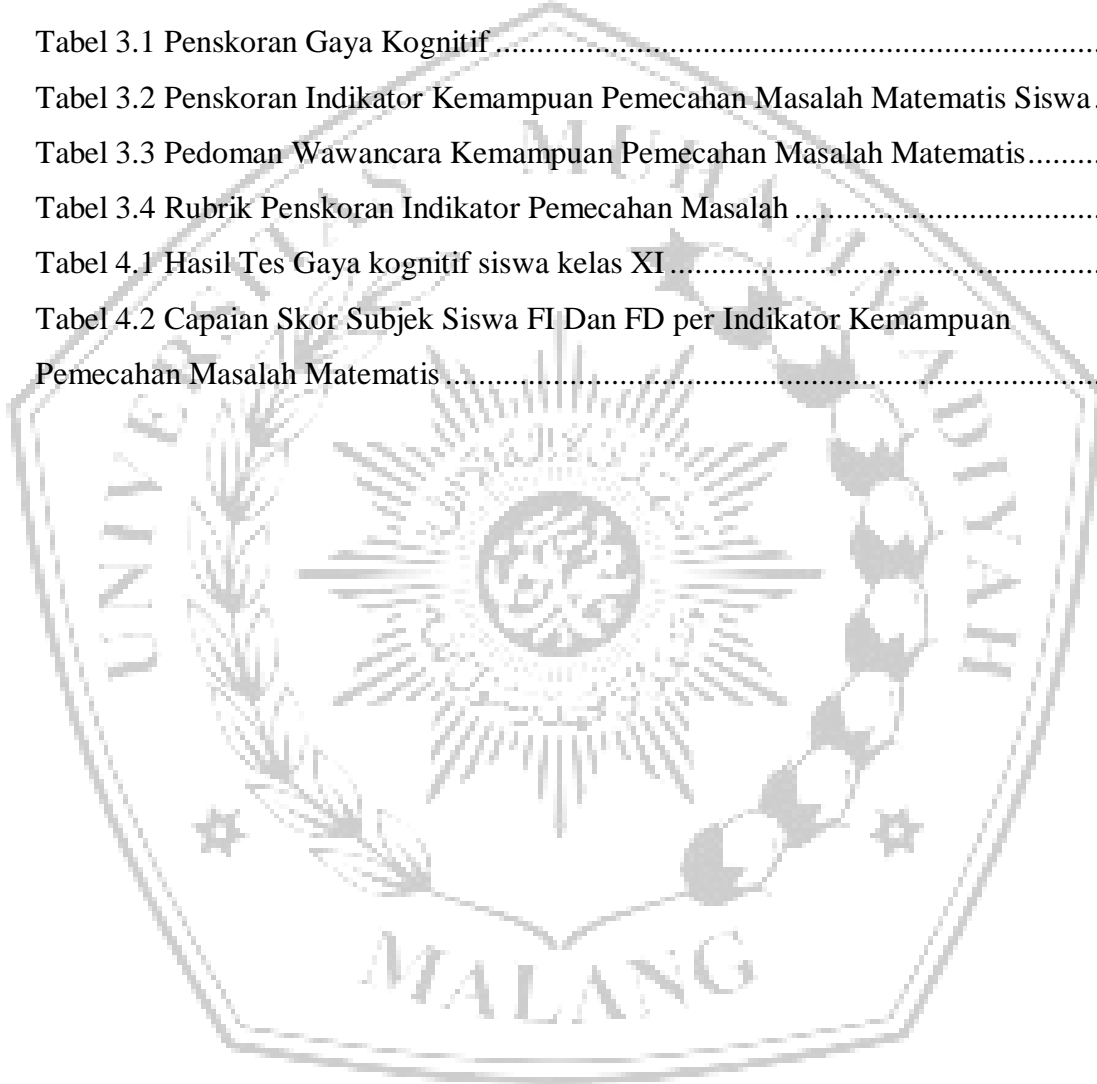 Tabel 3.1 Penskoran Gaya Kognitif ..........................................................................................
Tabel 3.2 Penskoran Indikator Kemampuan Pemecahan Masalah Matematis Siswa.
Tabel 3.3 Pedoman Wawancara Kemampuan Pemecahan Masalah Matematis..........
Tabel 3.4 Rubrik Penskoran Indikator Pemecahan Masalah .............................................
Tabel 4.1 Hasil Tes Gaya kognitif siswa kelas XI................................................................
Tabel 4.2 Capaian Skor Subjek Siswa FI Dan FD per Indikator Kemampuan
Pemecahan Masalah Matematis .................................................................................................
UNIVERSITAS MUHAMMADIYAH
MALANG